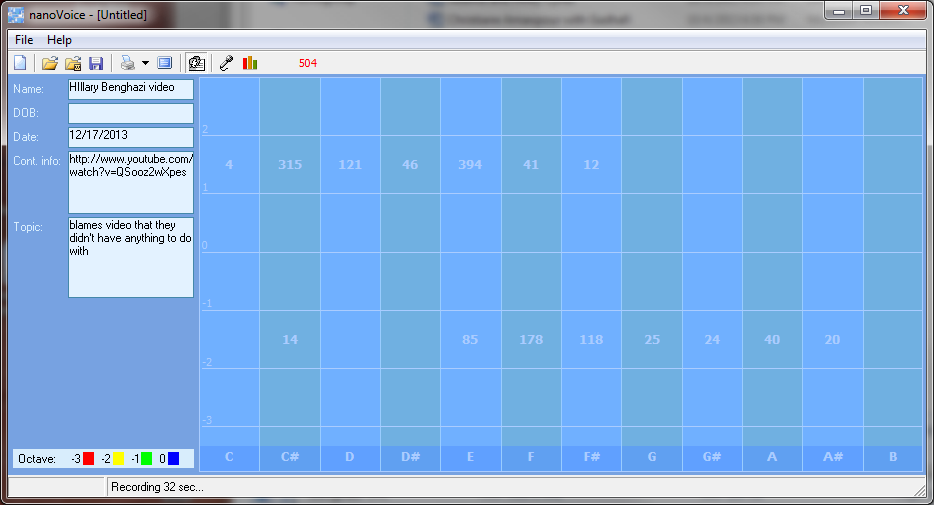 nanoVoice - [Untitled]
File Help
504
Name: HIllary Benghazi video
DOB:
Date: 12/17/2013
Cont. info: http://www.youtube.com/
watch?v=QSooz2wXpes
Topic: blames video that they
didn't have anything to do
with
2
4 315 121 46 394 41 12
1
0
-1
14 85 178 118 25 24 40 20
-2
-3
C C# D D# E F F# G G# A A# B
Octave: -3 -2 -1 0
Recording 32 sec...